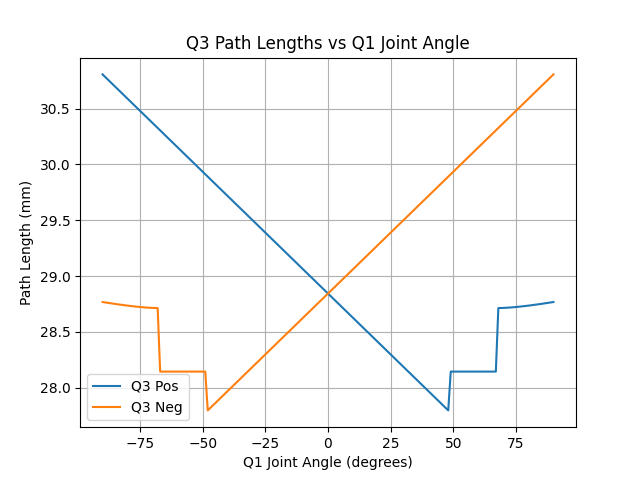 Q3 Path Lengths vs Q1 Joint Angle
Path Length (mm)
30.5
30.0
29.5
29.0
28.5
28.0
Q3 Pos
Q3 Neg
−75
−50
−25
0
25
50
75
Q1 Joint Angle (degrees)